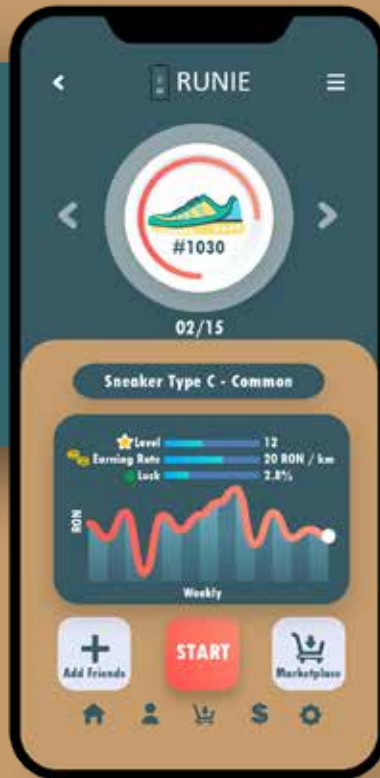 RUNIE
#1030
02/15
Sneaker Type C - Common
Level 12
Earning Rate 20 RON / km
Luck 2.8%
RON
Weekly
Add Friends
START
Marketplace